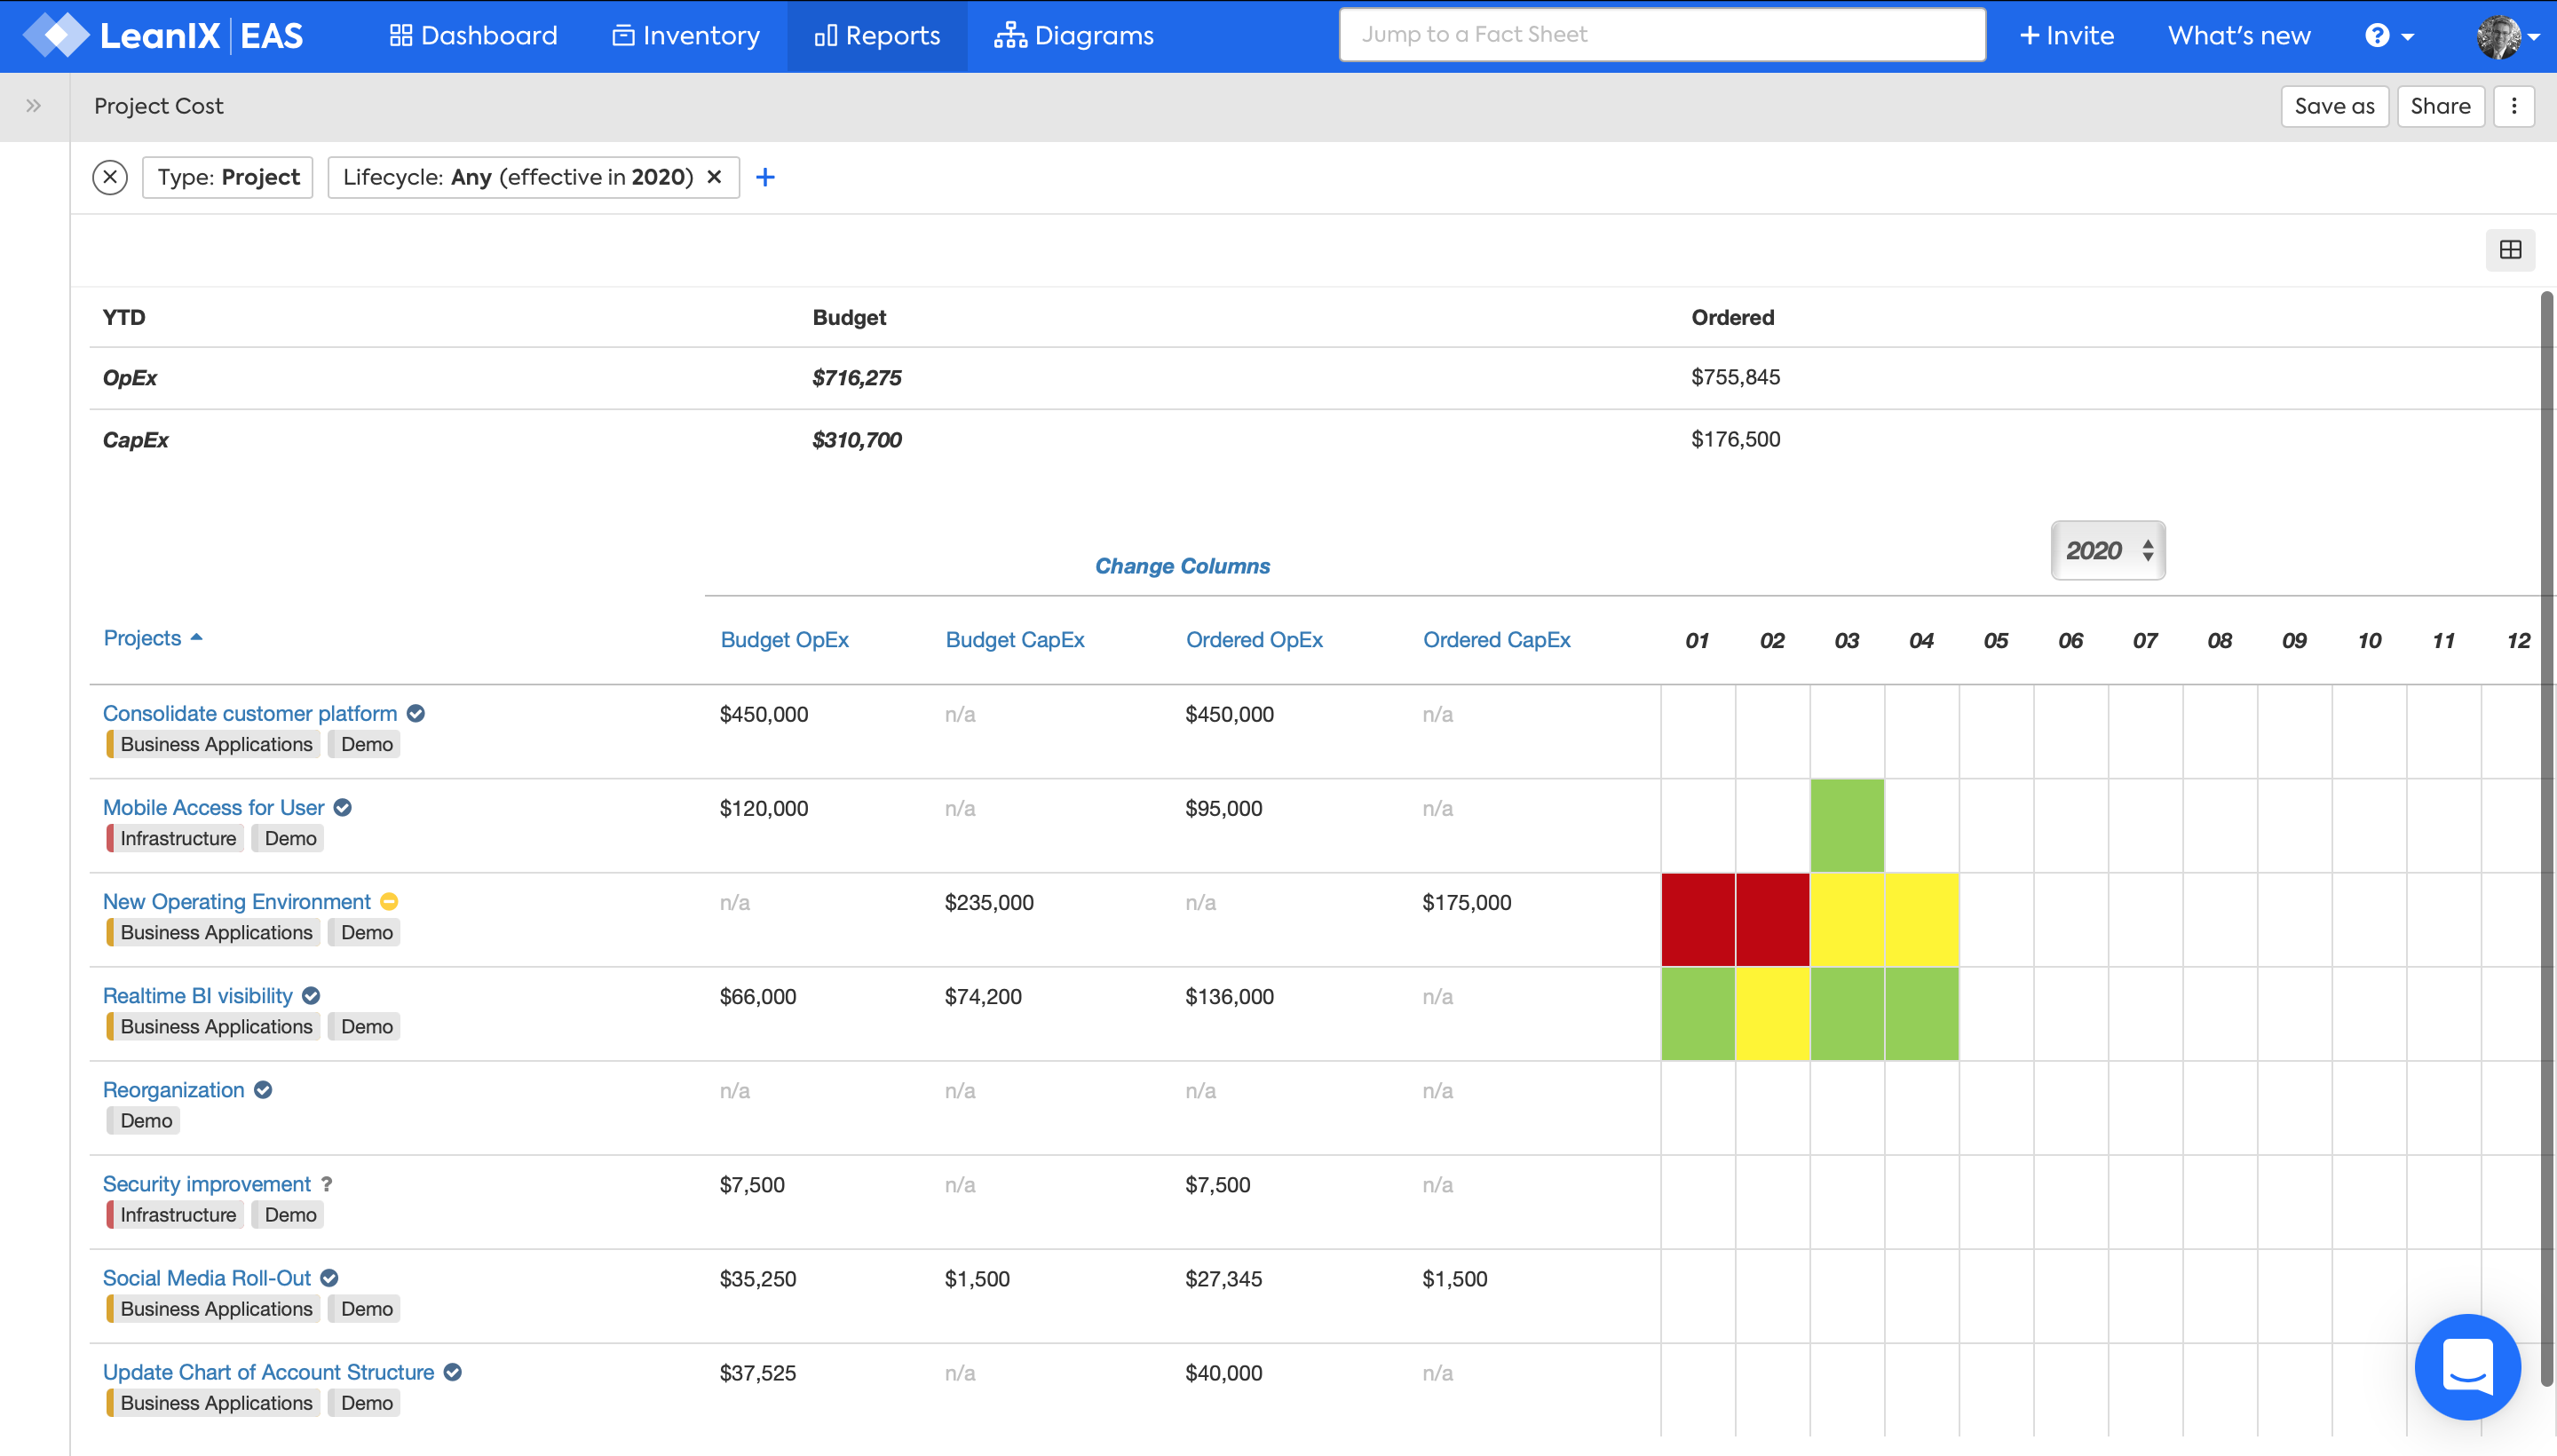 LeanIX EAS Dashboard Inventory Reports Diagrams Jump to a Fact Sheet + Invite What's new ?
Project Cost Save as Share
Type: Project Lifecycle: Any (effective in 2020) × +
YTD Budget Ordered
OpEx $716,275 $755,845
CapEx $310,700 $176,500
2020
Change Columns
Projects Budget OpEx Budget CapEx Ordered OpEx Ordered CapEx 01 02 03 04 05 06 07 08 09 10 11 12
Consolidate customer platform $450,000 n/a $450,000 n/a
Business Applications Demo
Mobile Access for User $120,000 n/a $95,000 n/a
Infrastructure Demo
New Operating Environment n/a $235,000 n/a $175,000
Business Applications Demo
Realtime BI visibility $66,000 $74,200 $136,000 n/a
Business Applications Demo
Reorganization n/a n/a n/a n/a
Demo
Security improvement ? $7,500 n/a $7,500 n/a
Infrastructure Demo
Social Media Roll-Out $35,250 $1,500 $27,345 $1,500
Business Applications Demo
Update Chart of Account Structure $37,525 n/a $40,000 n/a
Business Applications Demo